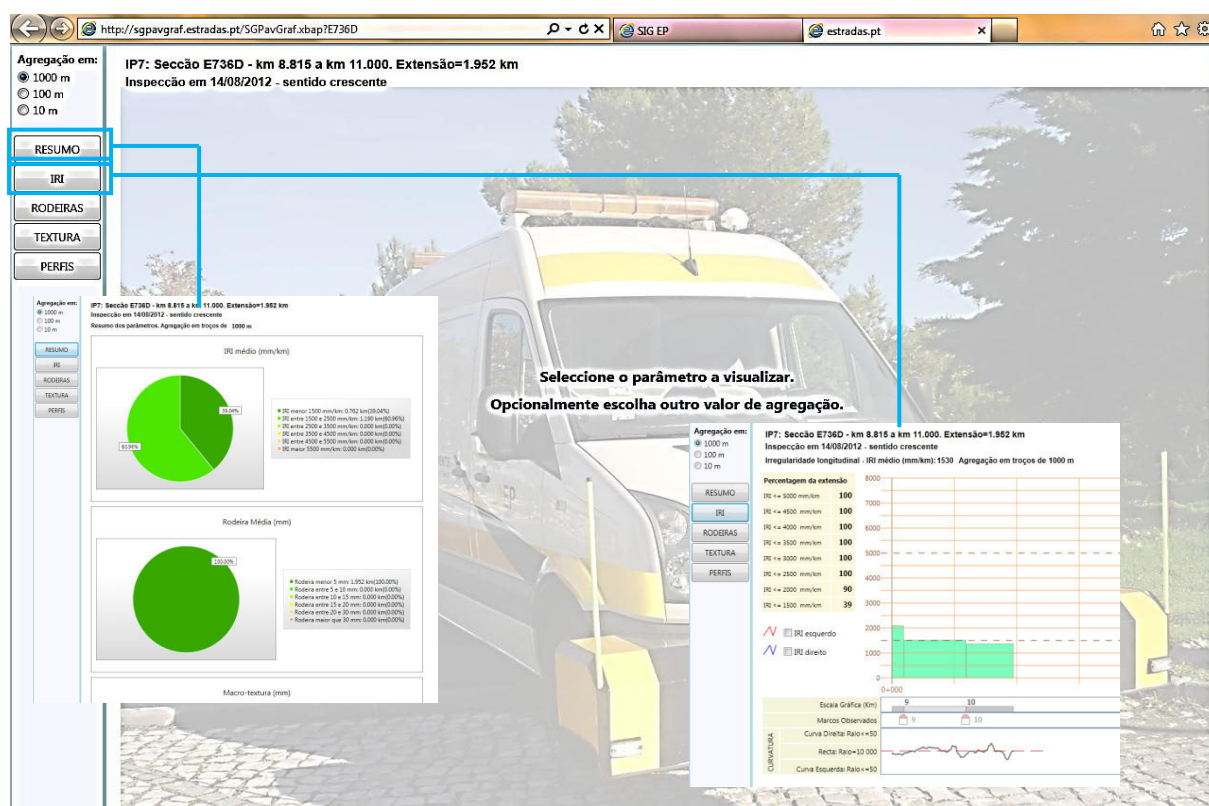 http://sgpavgraf.estradas.pt/SGPavGraf.xbap?E736D
SIG EP
estradas.pt
Agregação em:
1000 m
100 m
10 m
IP7: Seccão E736D - km 8.815 a km 11.000. Extensão=1.952 km
Inspecção em 14/08/2012 - sentido crescente
RESUMO
IRI
RODEIRAS
TEXTURA
PERFIS
Seleccione o parâmetro a visualizar.
Opcionalmente escolha outro valor de agregação.
Agregação em:
1000 m
100 m
10 m
RESUMO
IRI
RODEIRAS
TEXTURA
PERFIS
IP7: Seccão E736D - km 8.815 a km 11.000. Extensão=1.952 km
Inspecção em 14/08/2012 - sentido crescente
Resumo dos parâmetros. Agregação em troços de 1000 m
IRI médio (mm/km)
39.04%
60.96%
IRI menor 1500 mm/km: 0.762 km(39.04%)
IRI entre 1500 e 2500 mm/km: 1.190 km(60.96%)
IRI entre 2500 e 3500 mm/km: 0.000 km(0.00%)
IRI entre 3500 e 4500 mm/km: 0.000 km(0.00%)
IRI entre 4500 e 5500 mm/km: 0.000 km(0.00%)
IRI maior 5500 mm/km: 0.000 km(0.00%)
Rodeira Média (mm)
100.00%
Rodeira menor 5 mm: 1.952 km(100.00%)
Rodeira entre 5 e 10 mm: 0.000 km(0.00%)
Rodeira entre 10 e 15 mm: 0.000 km(0.00%)
Rodeira entre 15 e 20 mm: 0.000 km(0.00%)
Rodeira entre 20 e 30 mm: 0.000 km(0.00%)
Rodeira maior que 30 mm: 0.000 km(0.00%)
Macro-textura (mm)
Agregação em:
1000 m
100 m
10 m
RESUMO
IRI
RODEIRAS
TEXTURA
PERFIS
IP7: Seccão E736D - km 8.815 a km 11.000. Extensão=1.952 km
Inspecção em 14/08/2012 - sentido crescente
Irregularidade longitudinal - IRI médio (mm/km): 1530 Agregação em troços de 1000 m
Percentagem da extensão
IRI <= 5000 mm/km 100
IRI <= 4500 mm/km 100
IRI <= 4000 mm/km 100
IRI <= 3500 mm/km 100
IRI <= 3000 mm/km 100
IRI <= 2500 mm/km 100
IRI <= 2000 mm/km 90
IRI <= 1500 mm/km 39
IRI esquerdo
IRI direito
8000
7000
6000
5000
4000
3000
2000
1000
0
0+000
Escala Gráfica (Km) 9 10
Marcos Observados 9 10
CURVATURA
Curva Direita: Raio<=50
Recta: Raio=10 000
Curva Esquerda: Raio<=50
EP